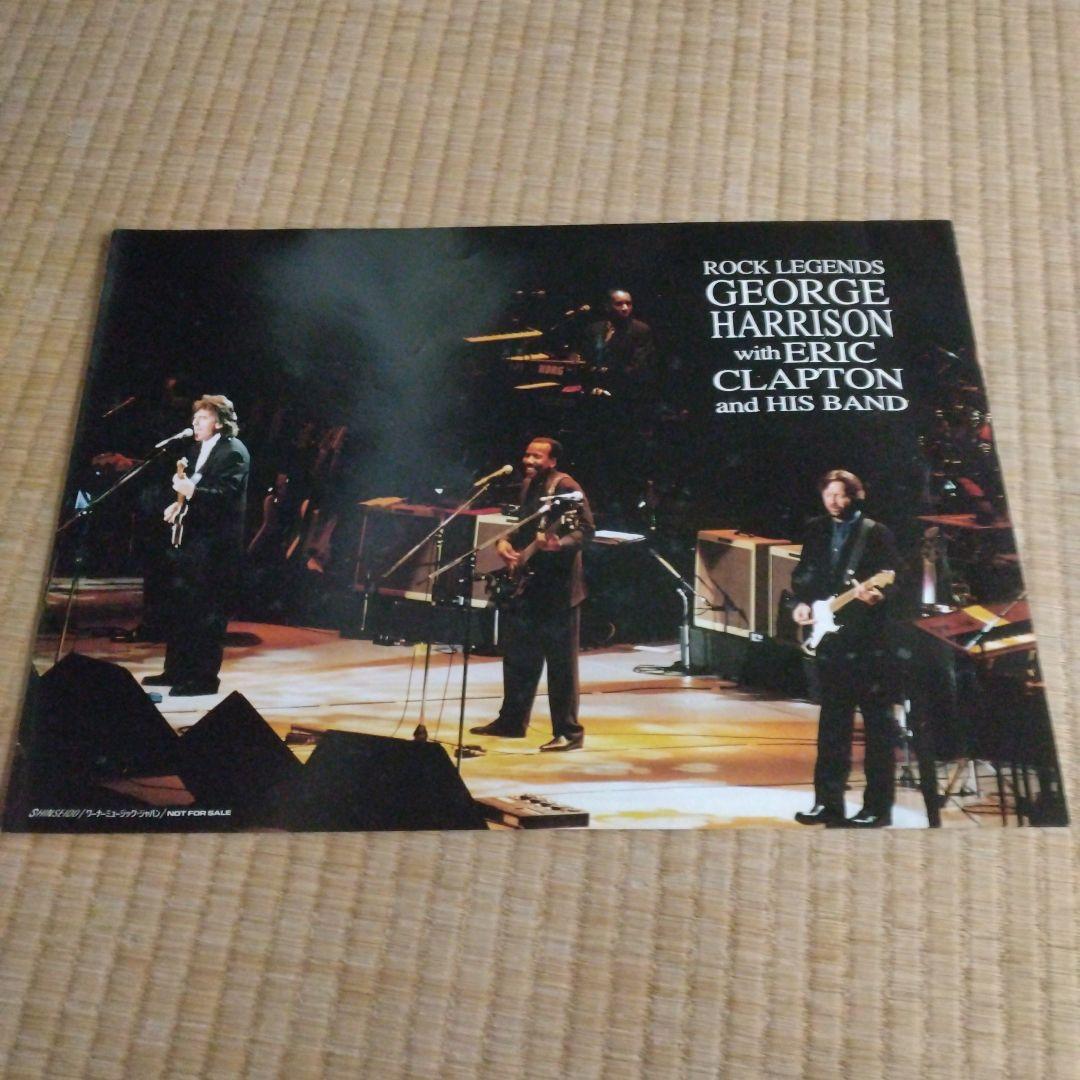 ROCK LEGENDS
GEORGE
HARRISON
with ERIC
CLAPTON
and HIS BAND
KORG
SHINSEIDO/ワーナーミュージック・ジャパン/NOT FOR SALE